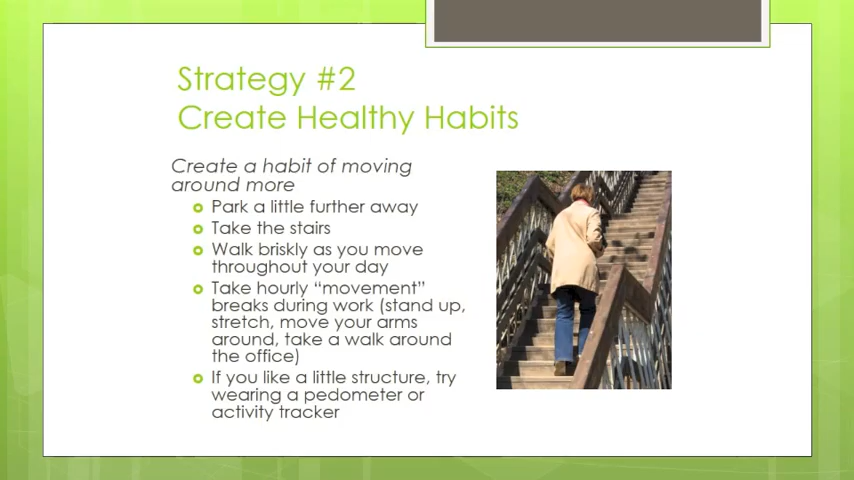 Strategy #2
Create Healthy Habits
Create a habit of moving
around more
Park a little further away
Take the stairs
Walk briskly as you move
throughout your day
Take hourly “movement”
breaks during work (stand up,
stretch, move your arms
around, take a walk around
the office)
If you like a little structure, try
wearing a pedometer or
activity tracker